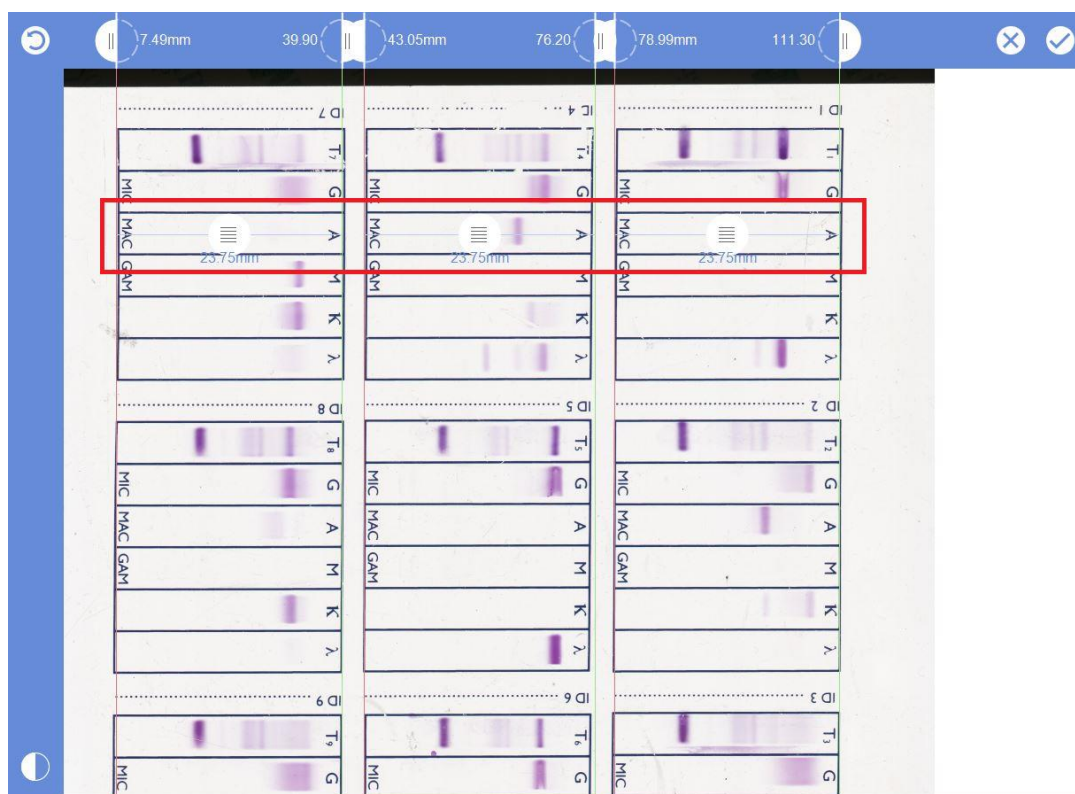 7.49mm 39.90 43.05mm 76.20 78.99mm 111.30
ID 7 ID 4 ID 1
T7 T4 T1
MIC G MIC G MIC G
MAC A MAC A MAC A
23.75mm 23.75mm 23.75mm
GAM M GAM M GAM M
K K K
λ λ λ
ID 8 ID 5 ID 2
T8 T5 T2
MIC G MIC G MIC G
MAC A MAC A MAC A
GAM M GAM M GAM M
K K K
λ λ λ
ID 9 ID 6 ID 3
T9 T6 T3
MIC G MIC G MIC G